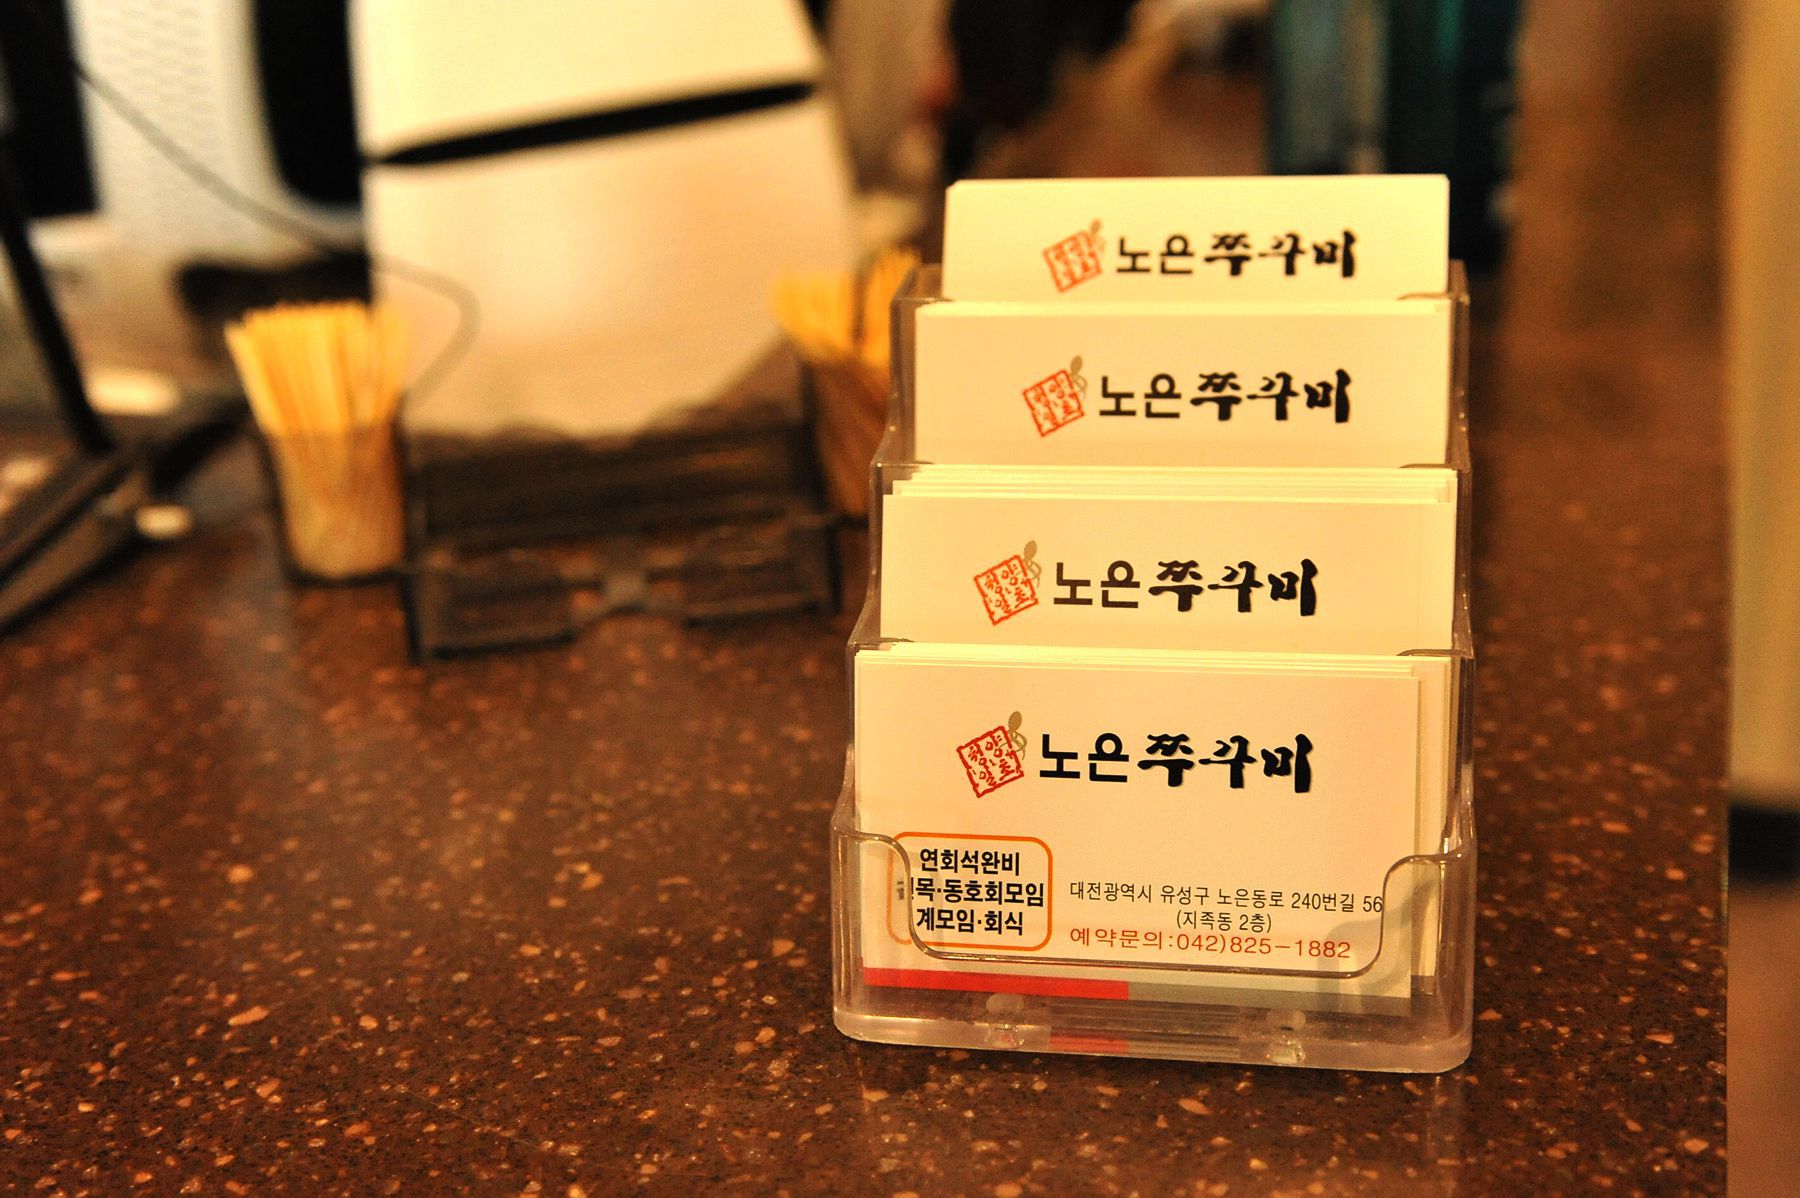 노은쭈꾸미
노은쭈꾸미
노은쭈꾸미
노은쭈꾸미
연회석완비
동호회모임
계모임·회식
대전광역시 유성구 노은동로 240번길 56
(지족동 2층)
예약문의:042)825-1882